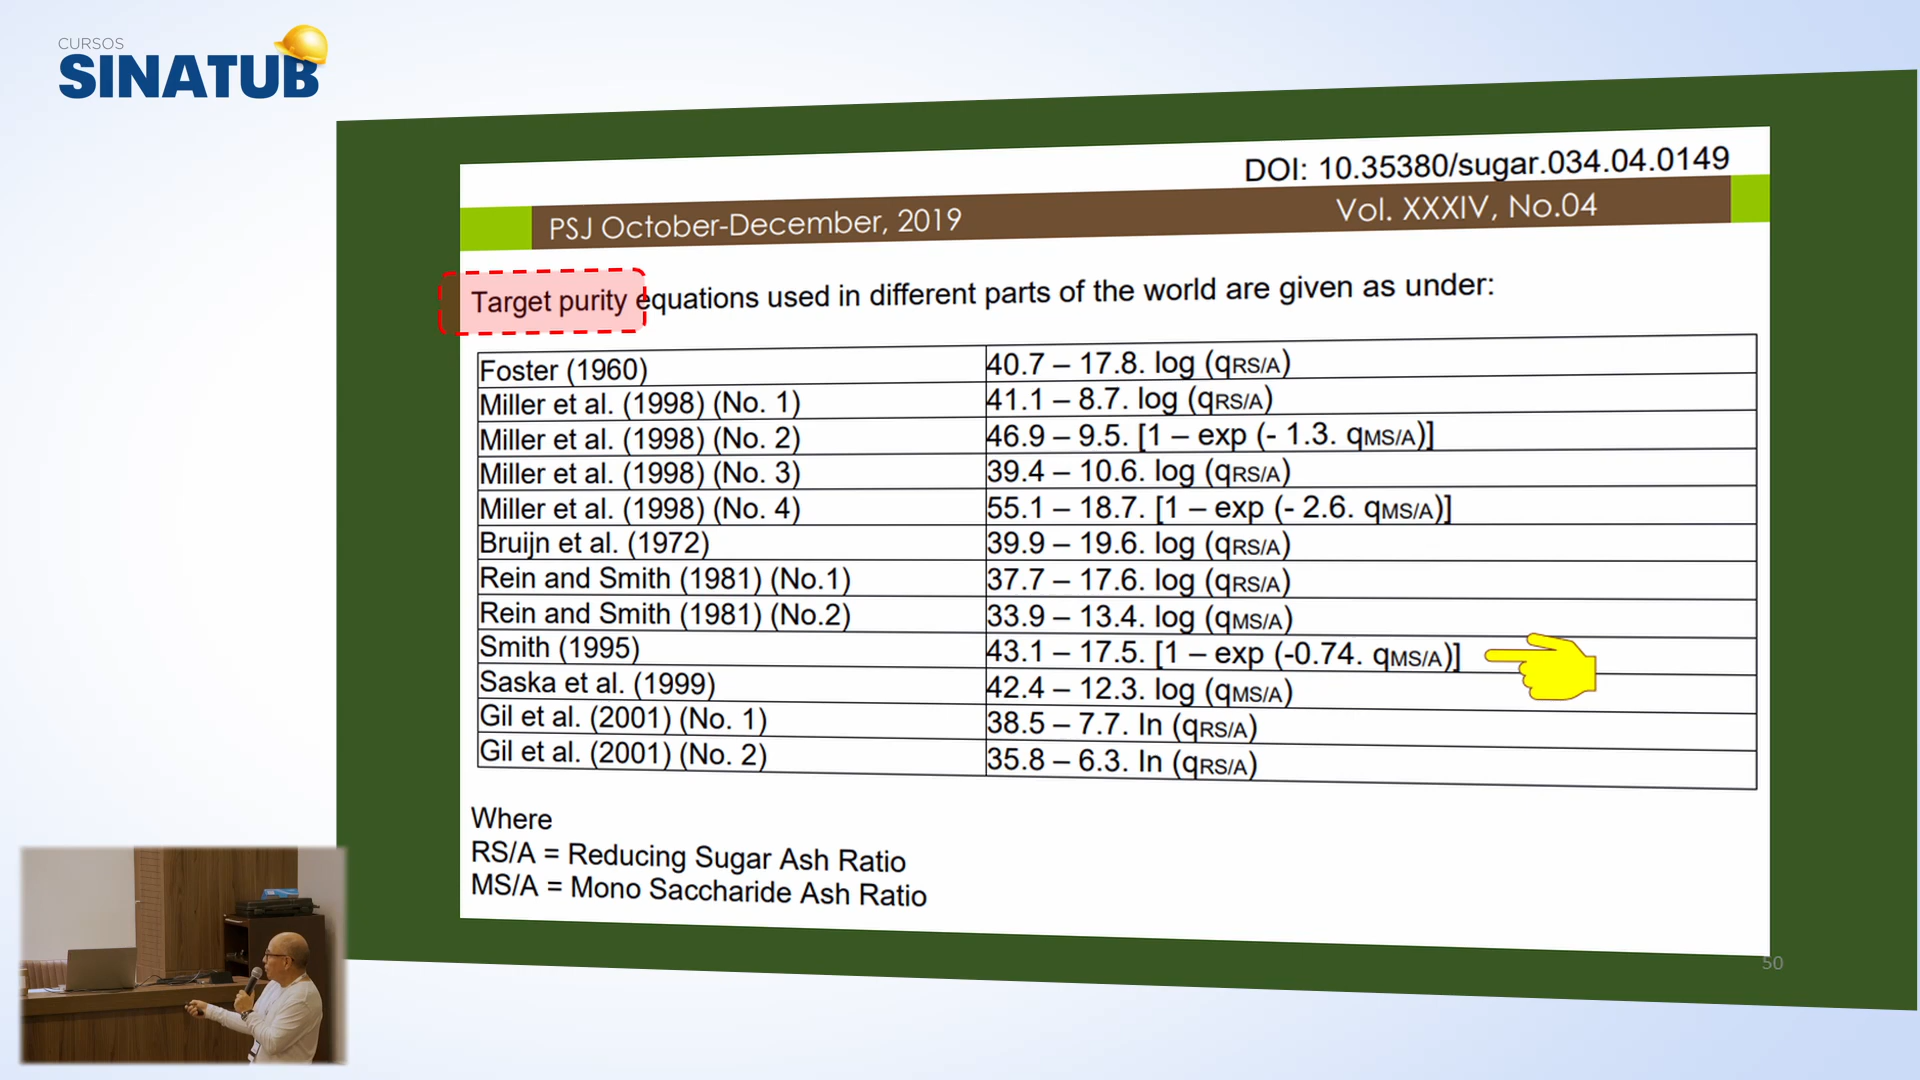 CURSOS
SINATUB
DOI: 10.35380/sugar.034.04.0149
PSJ October-December, 2019 Vol. XXXIV, No.04
Target purity equations used in different parts of the world are given as under:
Foster (1960) 40.7 – 17.8. log (qRS/A)
Miller et al. (1998) (No. 1) 41.1 – 8.7. log (qRS/A)
Miller et al. (1998) (No. 2) 46.9 – 9.5. [1 – exp (- 1.3. qMS/A)]
Miller et al. (1998) (No. 3) 39.4 – 10.6. log (qRS/A)
Miller et al. (1998) (No. 4) 55.1 – 18.7. [1 – exp (- 2.6. qMS/A)]
Bruijn et al. (1972) 39.9 – 19.6. log (qRS/A)
Rein and Smith (1981) (No.1) 37.7 – 17.6. log (qRS/A)
Rein and Smith (1981) (No.2) 33.9 – 13.4. log (qMS/A)
Smith (1995) 43.1 – 17.5. [1 – exp (-0.74. qMS/A)]
Saska et al. (1999) 42.4 – 12.3. log (qMS/A)
Gil et al. (2001) (No. 1) 38.5 – 7.7. ln (qRS/A)
Gil et al. (2001) (No. 2) 35.8 – 6.3. ln (qRS/A)
Where
RS/A = Reducing Sugar Ash Ratio
MS/A = Mono Saccharide Ash Ratio
50